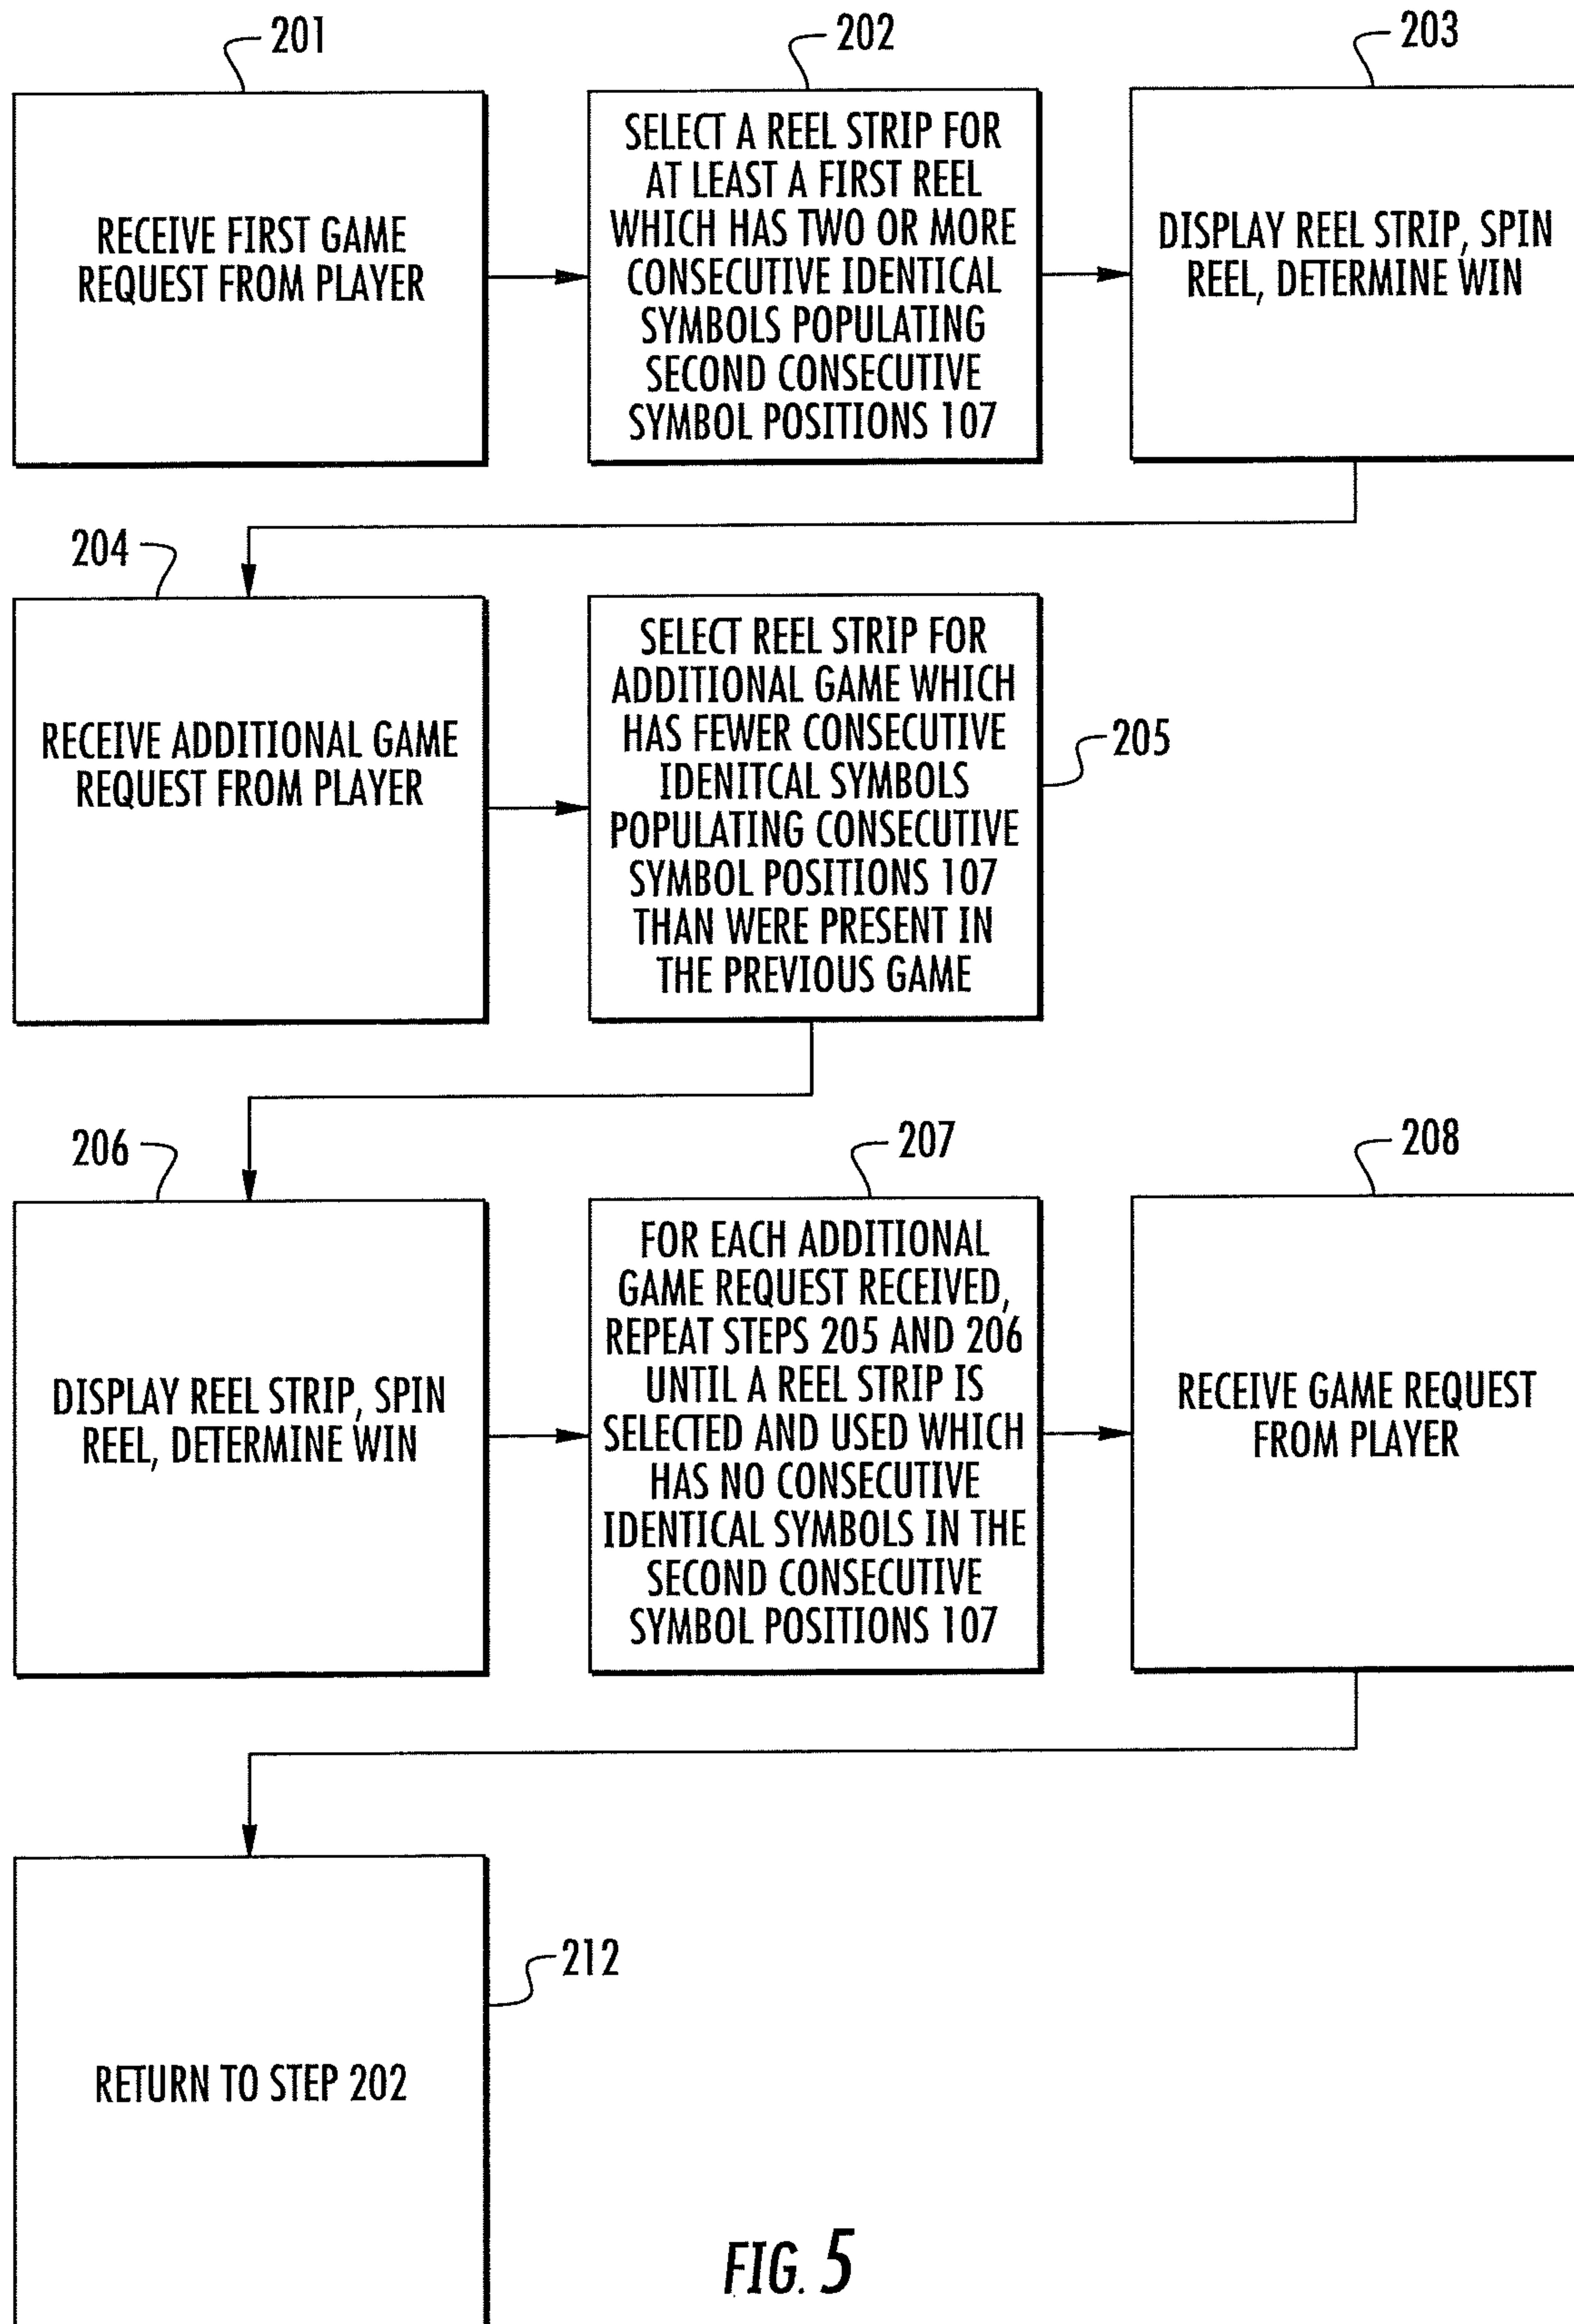 201
RECEIVE FIRST GAME
REQUEST FROM PLAYER
202
SELECT A REEL STRIP FOR
AT LEAST A FIRST REEL
WHICH HAS TWO OR MORE
CONSECUTIVE IDENTICAL
SYMBOLS POPULATING
SECOND CONSECUTIVE
SYMBOL POSITIONS 107
203
DISPLAY REEL STRIP, SPIN
REEL, DETERMINE WIN
204
RECEIVE ADDITIONAL GAME
REQUEST FROM PLAYER
SELECT REEL STRIP FOR
ADDITIONAL GAME WHICH
HAS FEWER CONSECUTIVE
IDENITCAL SYMBOLS
POPULATING CONSECUTIVE
SYMBOL POSITIONS 107
THAN WERE PRESENT IN
THE PREVIOUS GAME
205
206
DISPLAY REEL STRIP, SPIN
REEL, DETERMINE WIN
207
FOR EACH ADDITIONAL
GAME REQUEST RECEIVED,
REPEAT STEPS 205 AND 206
UNTIL A REEL STRIP IS
SELECTED AND USED WHICH
HAS NO CONSECUTIVE
IDENTICAL SYMBOLS IN THE
SECOND CONSECUTIVE
SYMBOL POSITIONS 107
208
RECEIVE GAME REQUEST
FROM PLAYER
212
RETURN TO STEP 202
FIG. 5